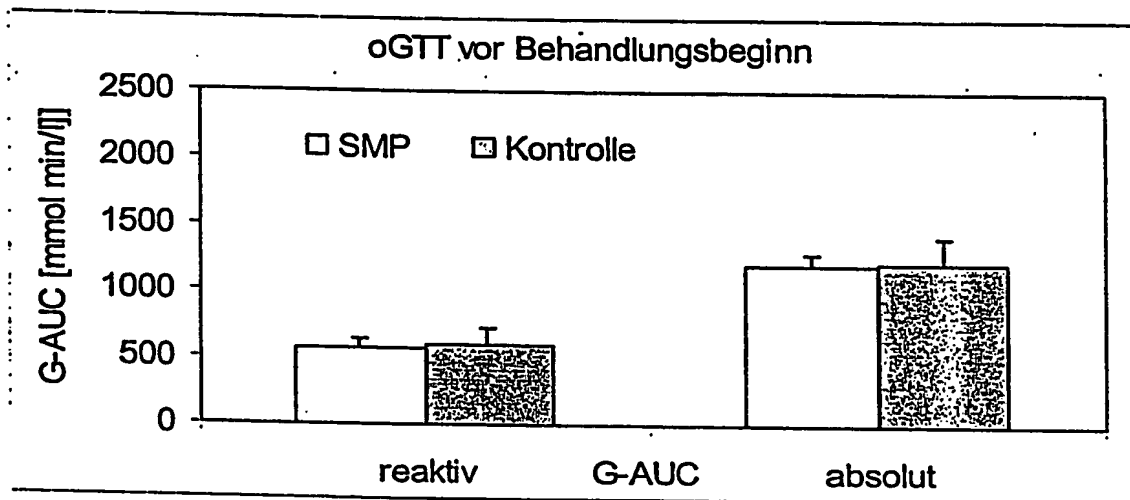 oGTT vor Behandlungsbeginn
G-AUC [mmol min/l]]
2500
2000
1500
1000
500
0
SMP Kontrolle
reaktiv G-AUC absolut